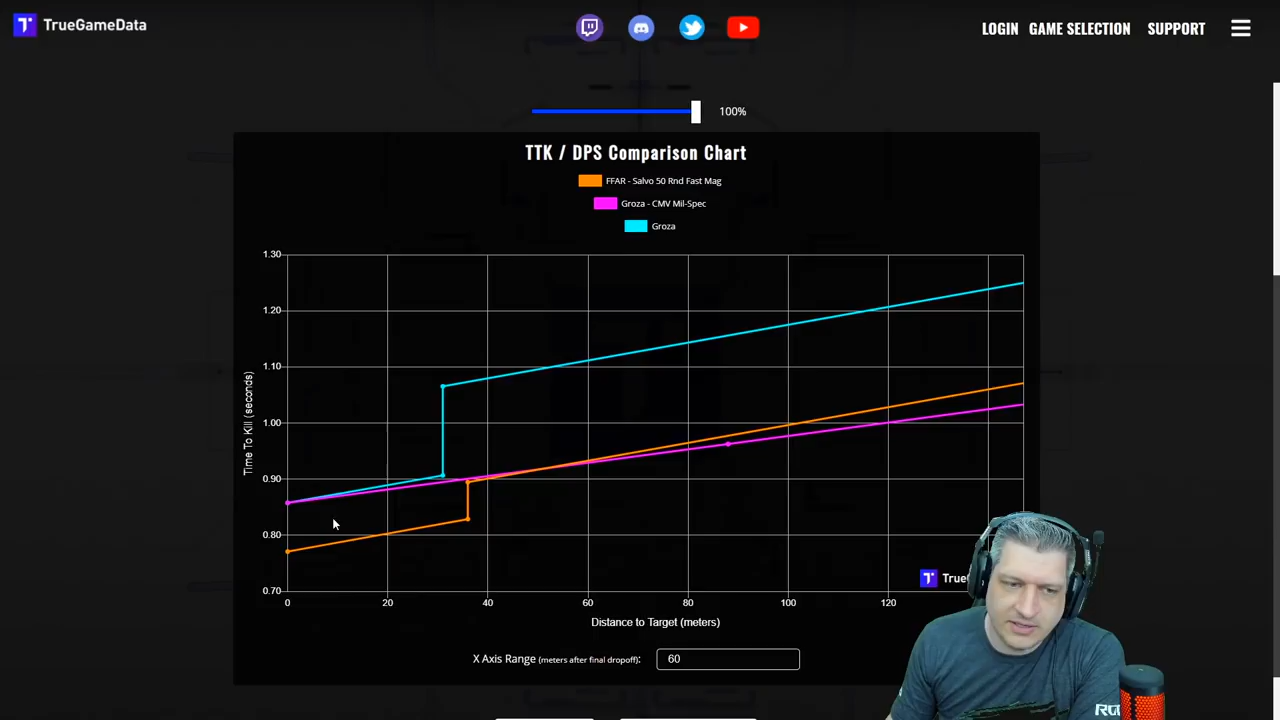 TrueGameData
LOGIN GAME SELECTION SUPPORT
100%
TTK / DPS Comparison Chart
FFAR - Salvo 50 Rnd Fast Mag
Groza - CMV Mil-Spec
Groza
1.30
1.20
1.10
1.00
0.90
0.80
0.70
Time To Kill (seconds)
0 20 40 60 80 100 120
Distance to Target (meters)
X Axis Range (meters after final dropoff): 60